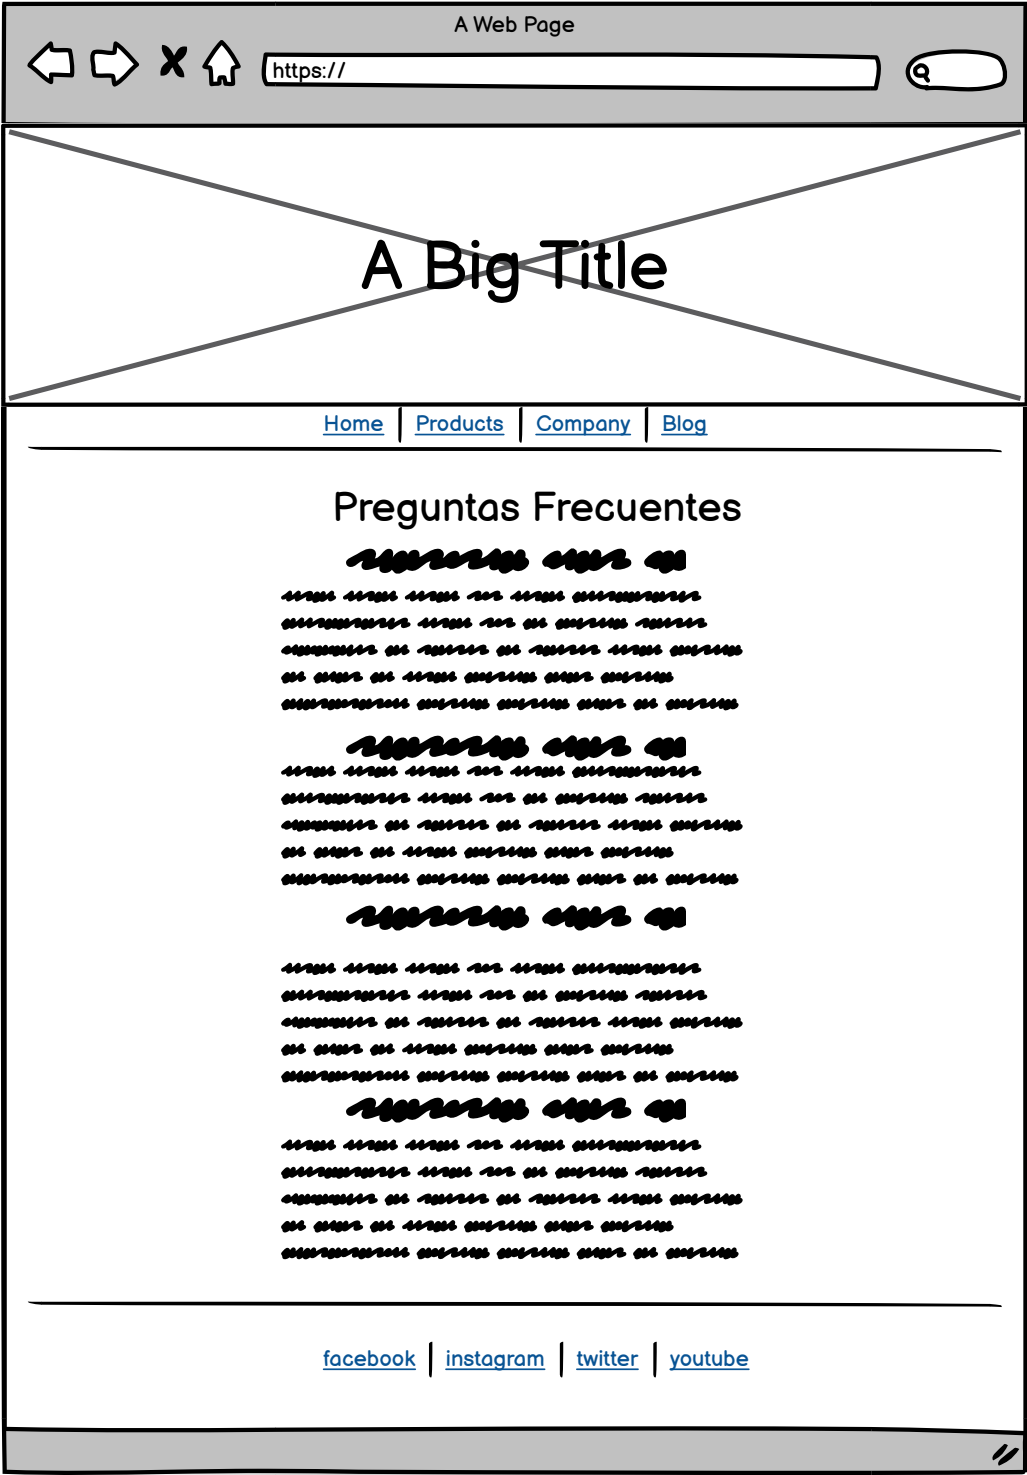 A Web Page
https://
A Big Title
Home Products Company Blog
Preguntas Frecuentes
facebook instagram twitter youtube